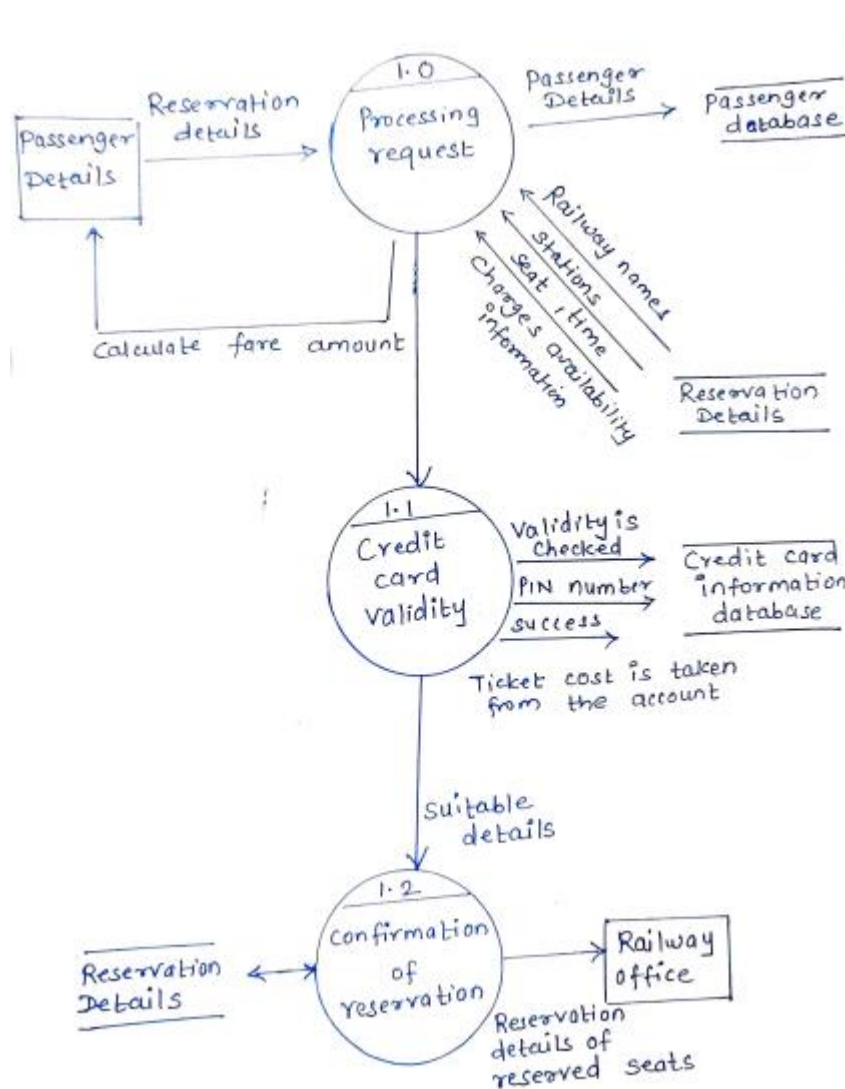 1.0
Processing
request
Reservation
details
Passenger
Details
Passenger
Details
Passenger
database
Calculate fare amount
Railway names
Stations
seat, time
Charges availability
information
Reservation
Details
1.1
Credit
card
validity
Validity is
checked
PIN number
success
Credit card
information
database
Ticket cost is taken
from the account
Suitable
details
1.2
Confirmation
of
reservation
Reservation
Details
Railway
office
Reservation
details of
reserved seats